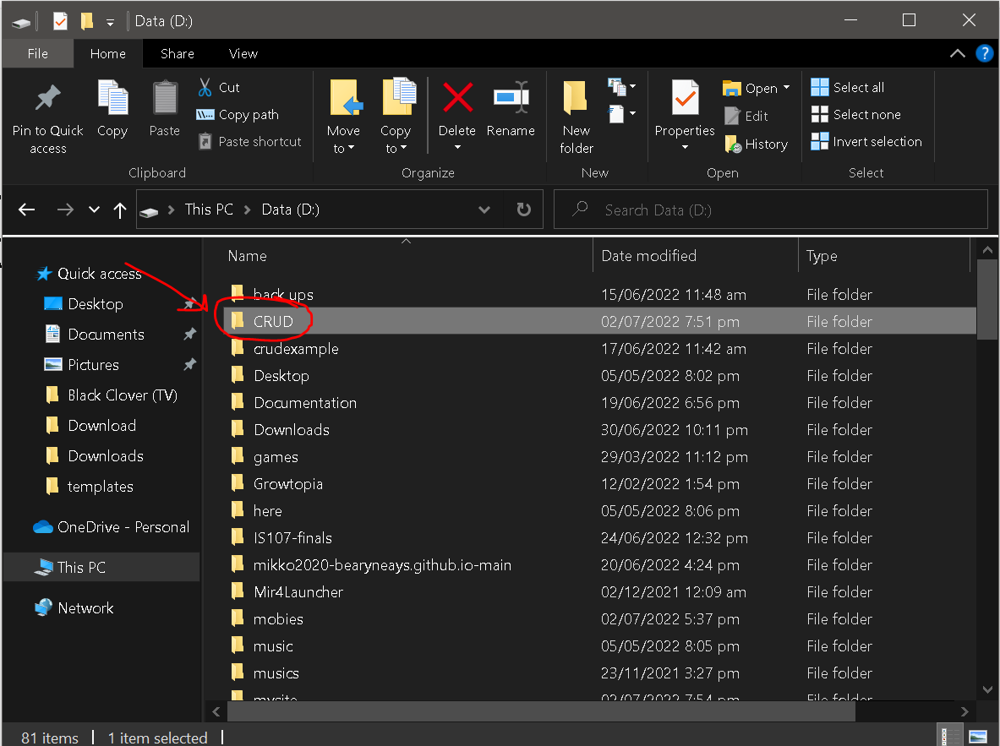 Data (D:)
File Home Share View
Pin to Quick access
Copy
Paste
Cut
Copy path
Paste shortcut
Clipboard
Move to
Copy to
Delete
Rename
Organize
New folder
New
Properties
Open
Edit
History
Open
Select all
Select none
Invert selection
Select
This PC > Data (D:)
Search Data (D:)
Quick access
Desktop
Documents
Pictures
Black Clover (TV)
Download
Downloads
templates
OneDrive - Personal
This PC
Network
Name Date modified Type
back ups 15/06/2022 11:48 am File folder
CRUD 02/07/2022 7:51 pm File folder
crudexample 17/06/2022 11:42 am File folder
Desktop 05/05/2022 8:02 pm File folder
Documentation 19/06/2022 6:56 pm File folder
Downloads 30/06/2022 10:11 pm File folder
games 29/03/2022 11:12 pm File folder
Growtopia 12/02/2022 1:54 pm File folder
here 05/05/2022 8:06 pm File folder
IS107-finals 24/06/2022 12:32 pm File folder
mikko2020-bearyneays.github.io-main 20/06/2022 4:24 pm File folder
Mir4Launcher 02/12/2021 12:09 am File folder
mobies 02/07/2022 5:37 pm File folder
music 05/05/2022 8:05 pm File folder
musics 23/11/2021 3:27 pm File folder
mysite 02/07/2022 7:54 pm File folder
81 items 1 item selected